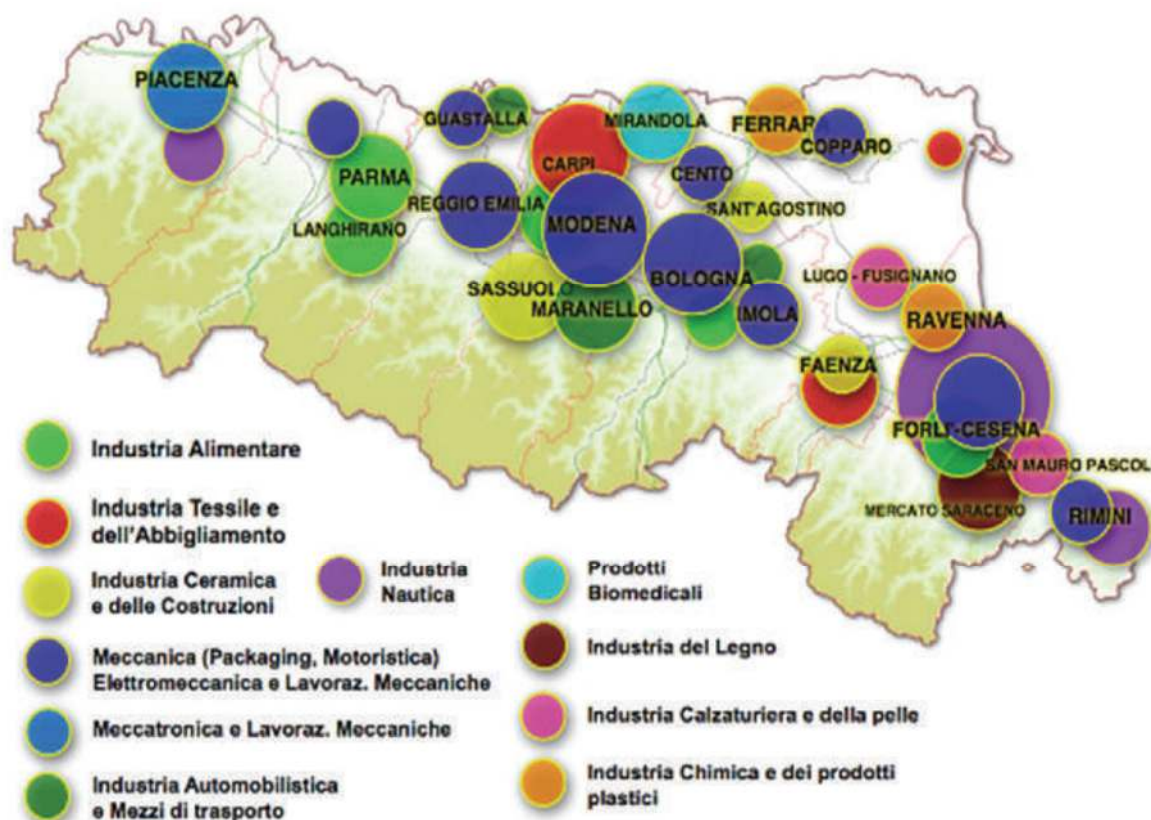 PIACENZA
GUASTALLA
MIRANDOLA
FERRAR
COPPARO
CARPI
CENTO
PARMA
REGGIO EMILIA
SANT'AGOSTINO
LANGHIRANO
MODENA
BOLOGNA
LUGO - FUSIGNANO
SASSUOLO
MARANELLO
IMOLA
RAVENNA
FAENZA
FORLI'-CESENA
SAN MAURO PASCOL
MERCATO SARACENO
RIMINI
Industria Alimentare
Industria Tessile e
dell'Abbigliamento
Industria Ceramica
e delle Costruzioni
Meccanica (Packaging, Motoristica)
Elettromeccanica e Lavoraz. Meccaniche
Meccatronica e Lavoraz. Meccaniche
Industria Automobilistica
e Mezzi di trasporto
Industria
Nautica
Prodotti
Biomedicali
Industria del Legno
Industria Calzaturiera e della pelle
Industria Chimica e dei prodotti
plastici